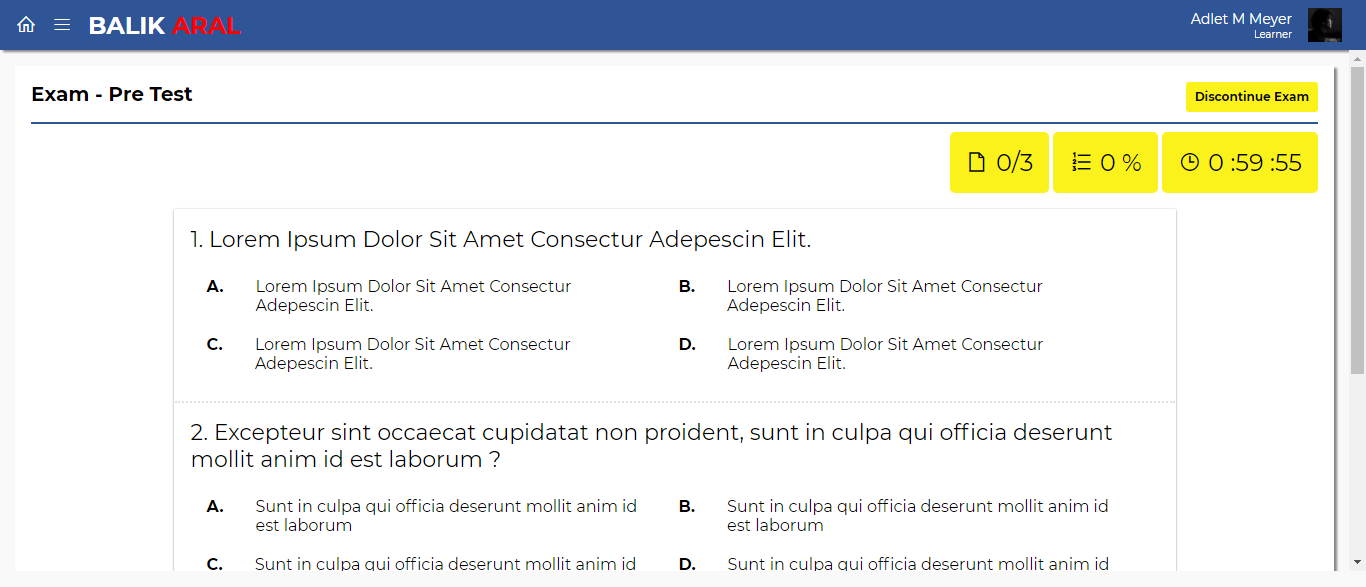 BALIK ARAL
Adlet M Meyer
Learner
Exam - Pre Test
Discontinue Exam
0/3
0 %
0 :59 :55
1. Lorem Ipsum Dolor Sit Amet Consectur Adepescin Elit.
A. Lorem Ipsum Dolor Sit Amet Consectur
Adepescin Elit.
B. Lorem Ipsum Dolor Sit Amet Consectur
Adepescin Elit.
C. Lorem Ipsum Dolor Sit Amet Consectur
Adepescin Elit.
D. Lorem Ipsum Dolor Sit Amet Consectur
Adepescin Elit.
2. Excepteur sint occaecat cupidatat non proident, sunt in culpa qui officia deserunt
mollit anim id est laborum ?
A. Sunt in culpa qui officia deserunt mollit anim id
est laborum
B. Sunt in culpa qui officia deserunt mollit anim id
est laborum
C. Sunt in culpa qui officia deserunt mollit anim id
D. Sunt in culpa qui officia deserunt mollit anim id